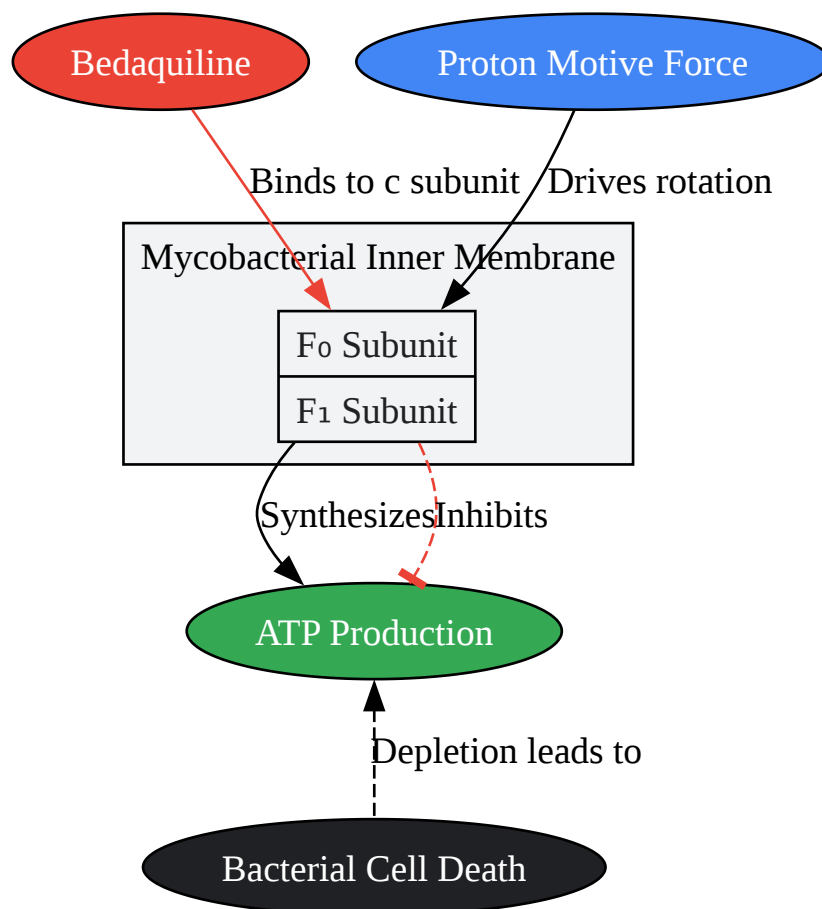 Bedaquiline
Proton Motive Force
Binds to c subunit
Drives rotation
Mycobacterial Inner Membrane
F₀ Subunit
F₁ Subunit
Synthesizes
Inhibits
ATP Production
Depletion leads to
Bacterial Cell Death